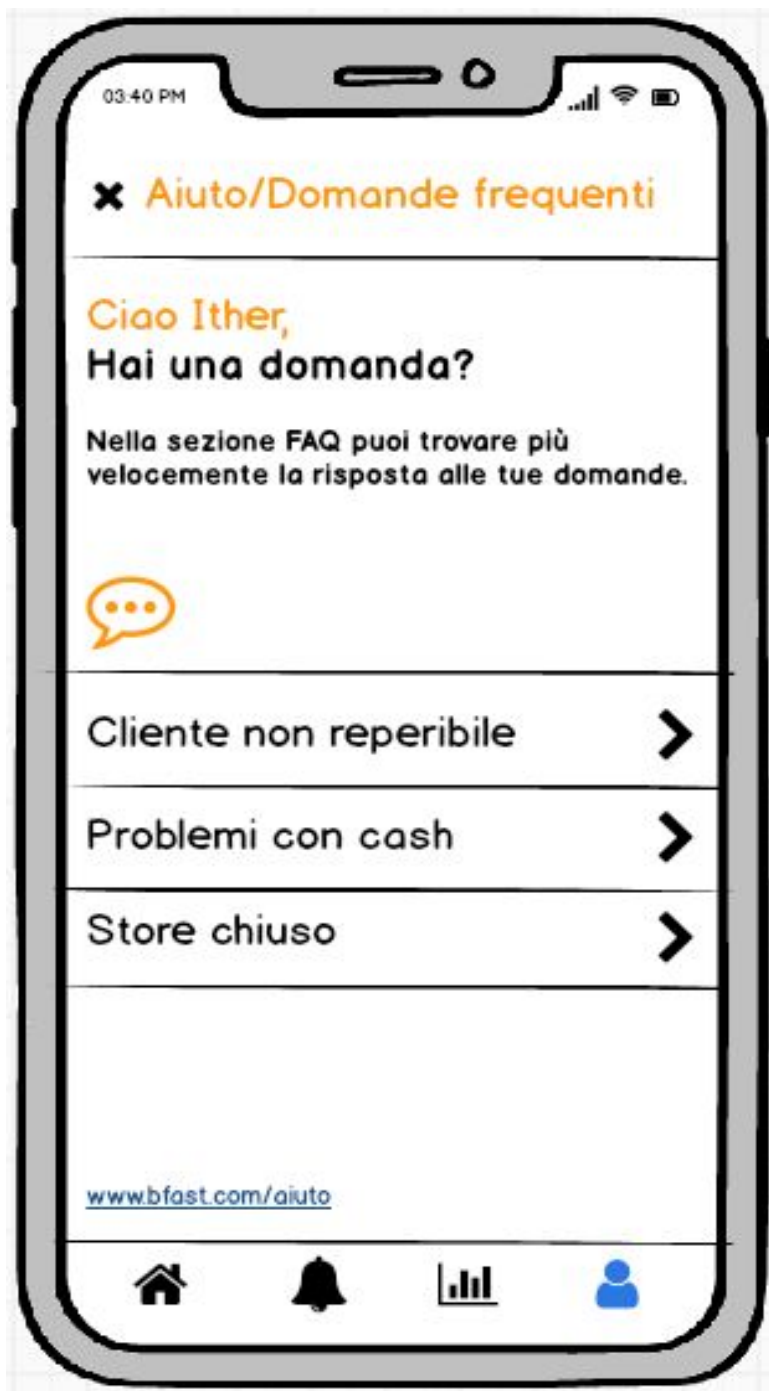 03:40 PM
Aiuto/Domande frequenti
Ciao Ither,
Hai una domanda?
Nella sezione FAQ puoi trovare più
velocemente la risposta alle tue domande.
Cliente non reperibile
Problemi con cash
Store chiuso
www.bfast.com/aiuto